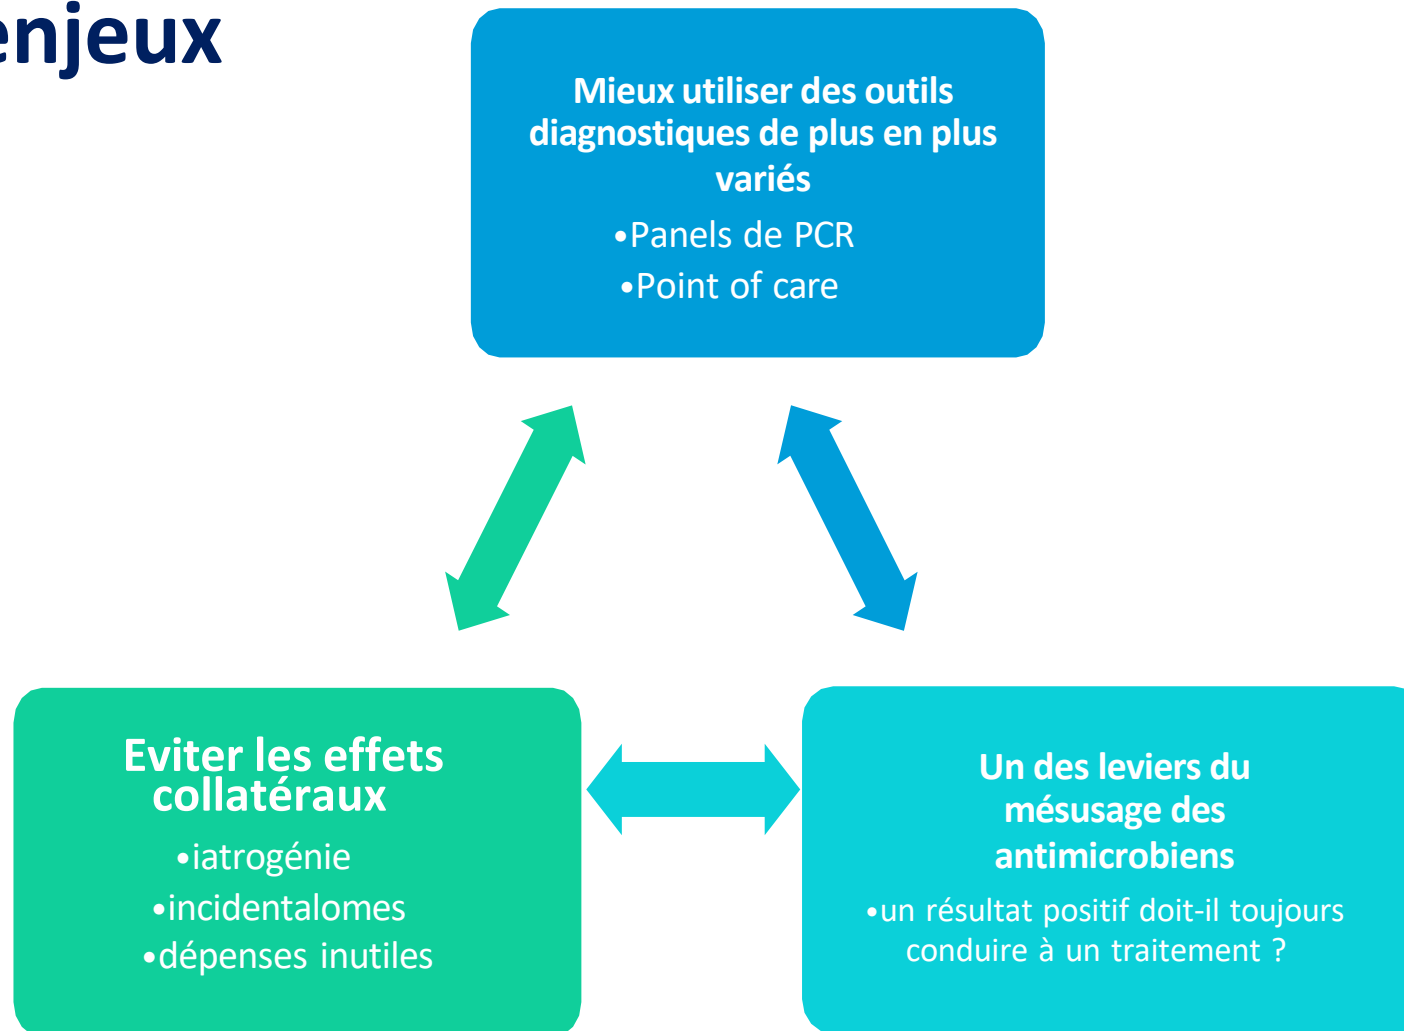 enjeux
Mieux utiliser des outils
diagnostiques de plus en plus
variés
•Panels de PCR
•Point of care
Eviter les effets
collatéraux
•iatrogénie
•incidentalomes
•dépenses inutiles
Un des leviers du
mésusage des
antimicrobiens
•un résultat positif doit-il toujours
conduire à un traitement ?